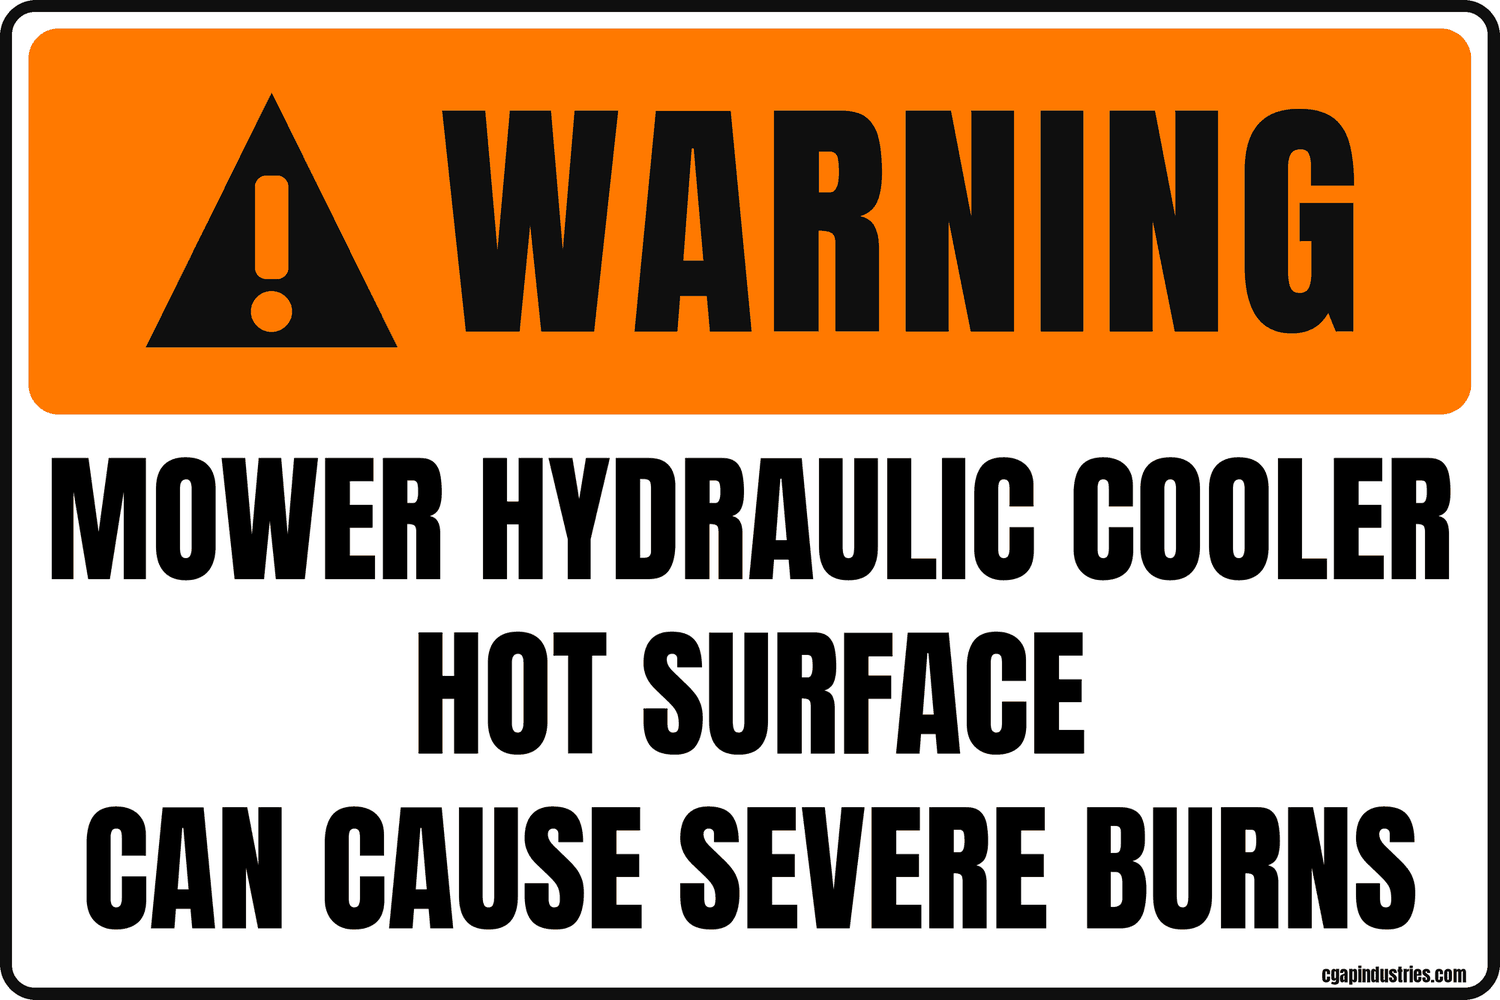 WARNING
MOWER HYDRAULIC COOLER
HOT SURFACE
CAN CAUSE SEVERE BURNS
cgapindustries.com